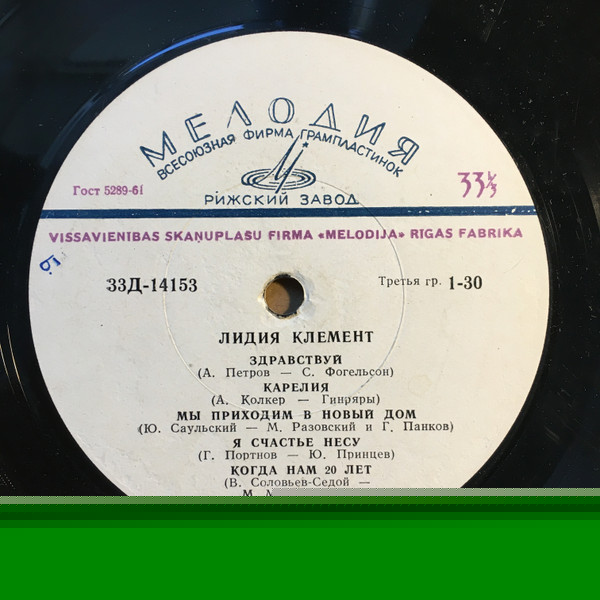 МЕЛОДИЯ
ВСЕСОЮЗНАЯ ФИРМА ГРАМПЛАСТИНОК
Гост 5289-61
РИЖСКИЙ ЗАВОД
33⅓
VISSAVIENIBAS SKAŅUPLAŠU FIRMA «MELODIJA» RIGAS FABRIKA
33Д-14153
Третья гр. 1-30
ЛИДИЯ КЛЕМЕНТ
ЗДРАВСТВУЙ
(А. Петров — С. Фогельсон)
КАРЕЛИЯ
(А. Колкер — Гинряры)
МЫ ПРИХОДИМ В НОВЫЙ ДОМ
(Ю. Саульский — М. Разовский и Г. Панков)
Я СЧАСТЬЕ НЕСУ
(Г. Портнов — Ю. Принцев)
КОГДА НАМ 20 ЛЕТ
(В. Соловьев-Седой —